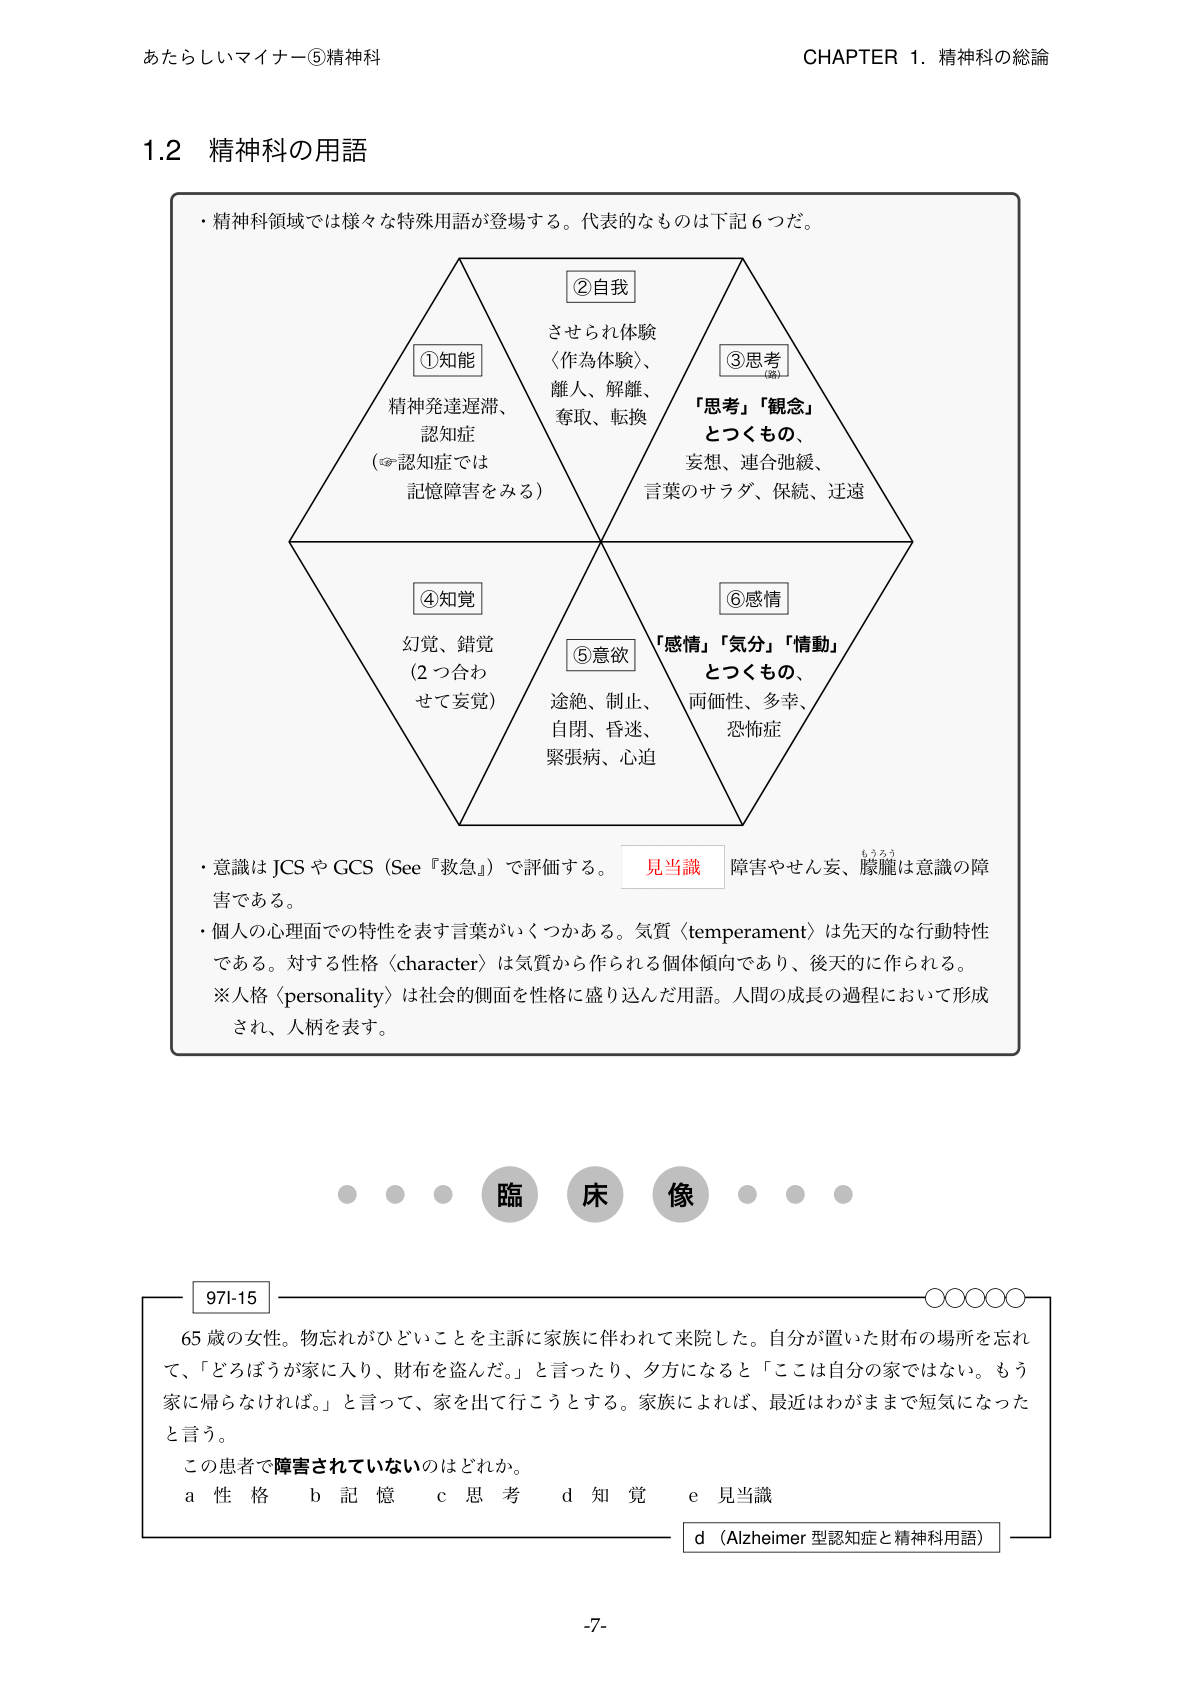 あたらしいマイナー⑤精神科
CHAPTER 1. 精神科の総論
1.2 精神科の用語
・精神科領域では様々な特殊用語が登場する。代表的なものは下記 6 つだ。
①知能
精神発達遅滞、
認知症
(☞認知症では
記憶障害をみる)
②自我
させられ体験
〈作為体験〉、
離人、解離、
奪取、転換
③思考
(路)
「思考」「観念」
とつくもの、
妄想、連合弛緩、
言葉のサラダ、保続、迂遠
④知覚
幻覚、錯覚
(2 つ合わ
せて妄覚)
⑤意欲
途絶、制止、
自閉、昏迷、
緊張病、心迫
⑥感情
「感情」「気分」「情動」
とつくもの、
両価性、多幸、
恐怖症
・意識は JCS や GCS(See『救急』)で評価する。 見当識 障害やせん妄、朦朧は意識の障
もうろう
害である。
・個人の心理面での特性を表す言葉がいくつかある。気質〈temperament〉は先天的な行動特性
である。対する性格〈character〉は気質から作られる個体傾向であり、後天的に作られる。
※人格〈personality〉は社会的側面を性格に盛り込んだ用語。人間の成長の過程において形成
され、人柄を表す。
臨 床 像
97I-15
65 歳の女性。物忘れがひどいことを主訴に家族に伴われて来院した。自分が置いた財布の場所を忘れ
て、「どろぼうが家に入り、財布を盗んだ。」と言ったり、夕方になると「ここは自分の家ではない。もう
家に帰らなければ。」と言って、家を出て行こうとする。家族によれば、最近はわがままで短気になった
と言う。
この患者で障害されていないのはどれか。
a 性 格 b 記 憶 c 思 考 d 知 覚 e 見当識
d (Alzheimer 型認知症と精神科用語)
-7-